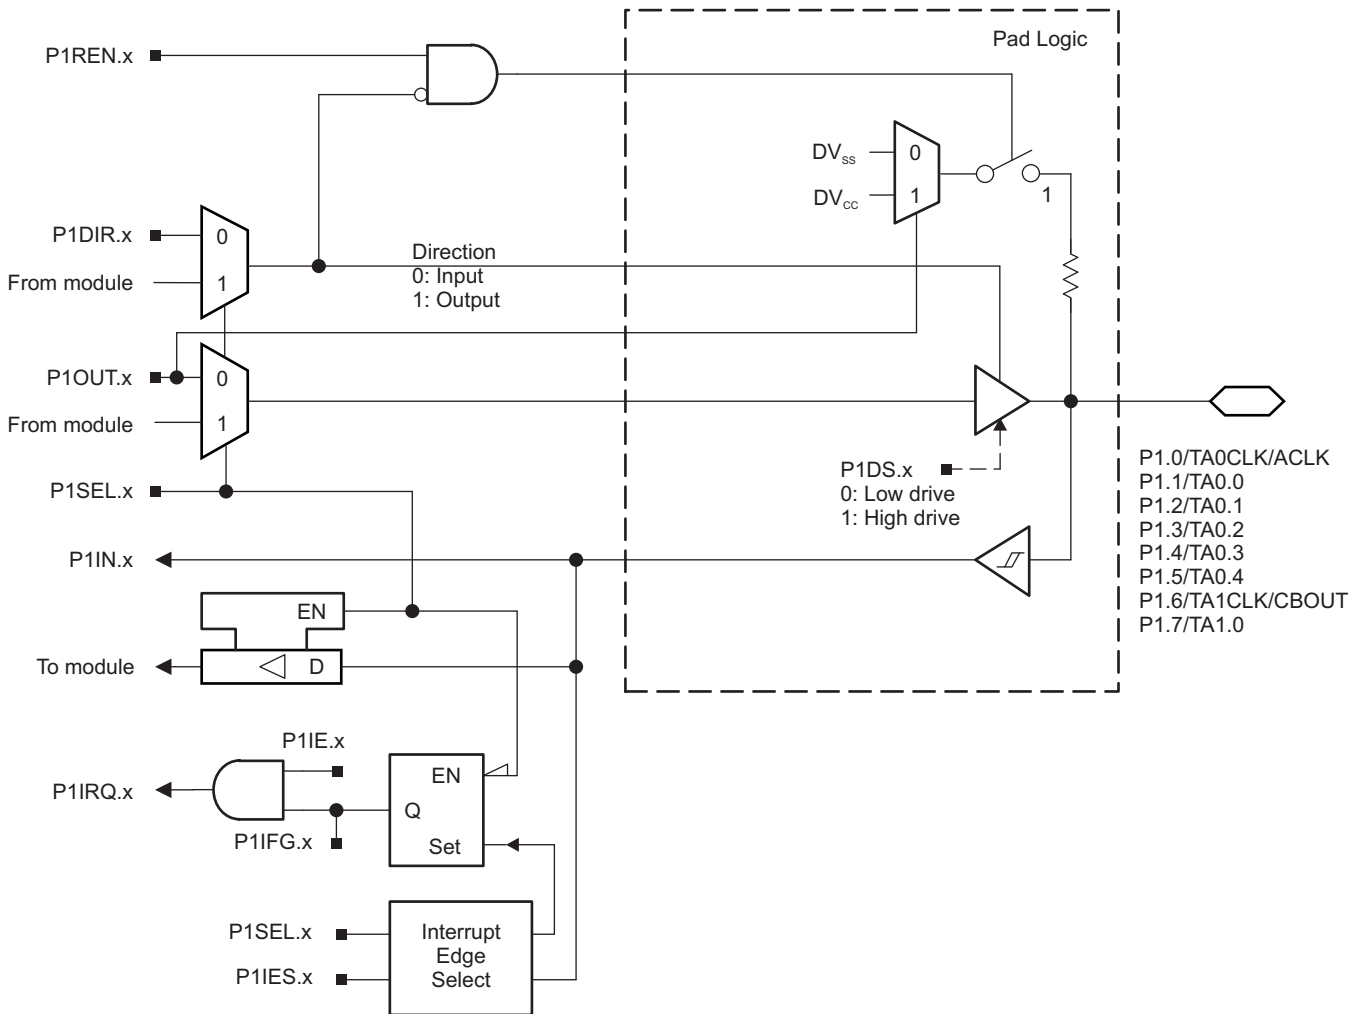 Pad Logic
P1REN.x
DVSS
0
DVCC
1
1
P1DIR.x
0
From module
1
Direction
0: Input
1: Output
P1OUT.x
0
From module
1
P1SEL.x
P1DS.x
0: Low drive
1: High drive
P1.0/TA0CLK/ACLK
P1.1/TA0.0
P1.2/TA0.1
P1.3/TA0.2
P1.4/TA0.3
P1.5/TA0.4
P1.6/TA1CLK/CBOUT
P1.7/TA1.0
P1IN.x
EN
To module
D
P1IE.x
P1IRQ.x
EN
Q
P1IFG.x
Set
P1SEL.x
P1IES.x
Interrupt
Edge
Select